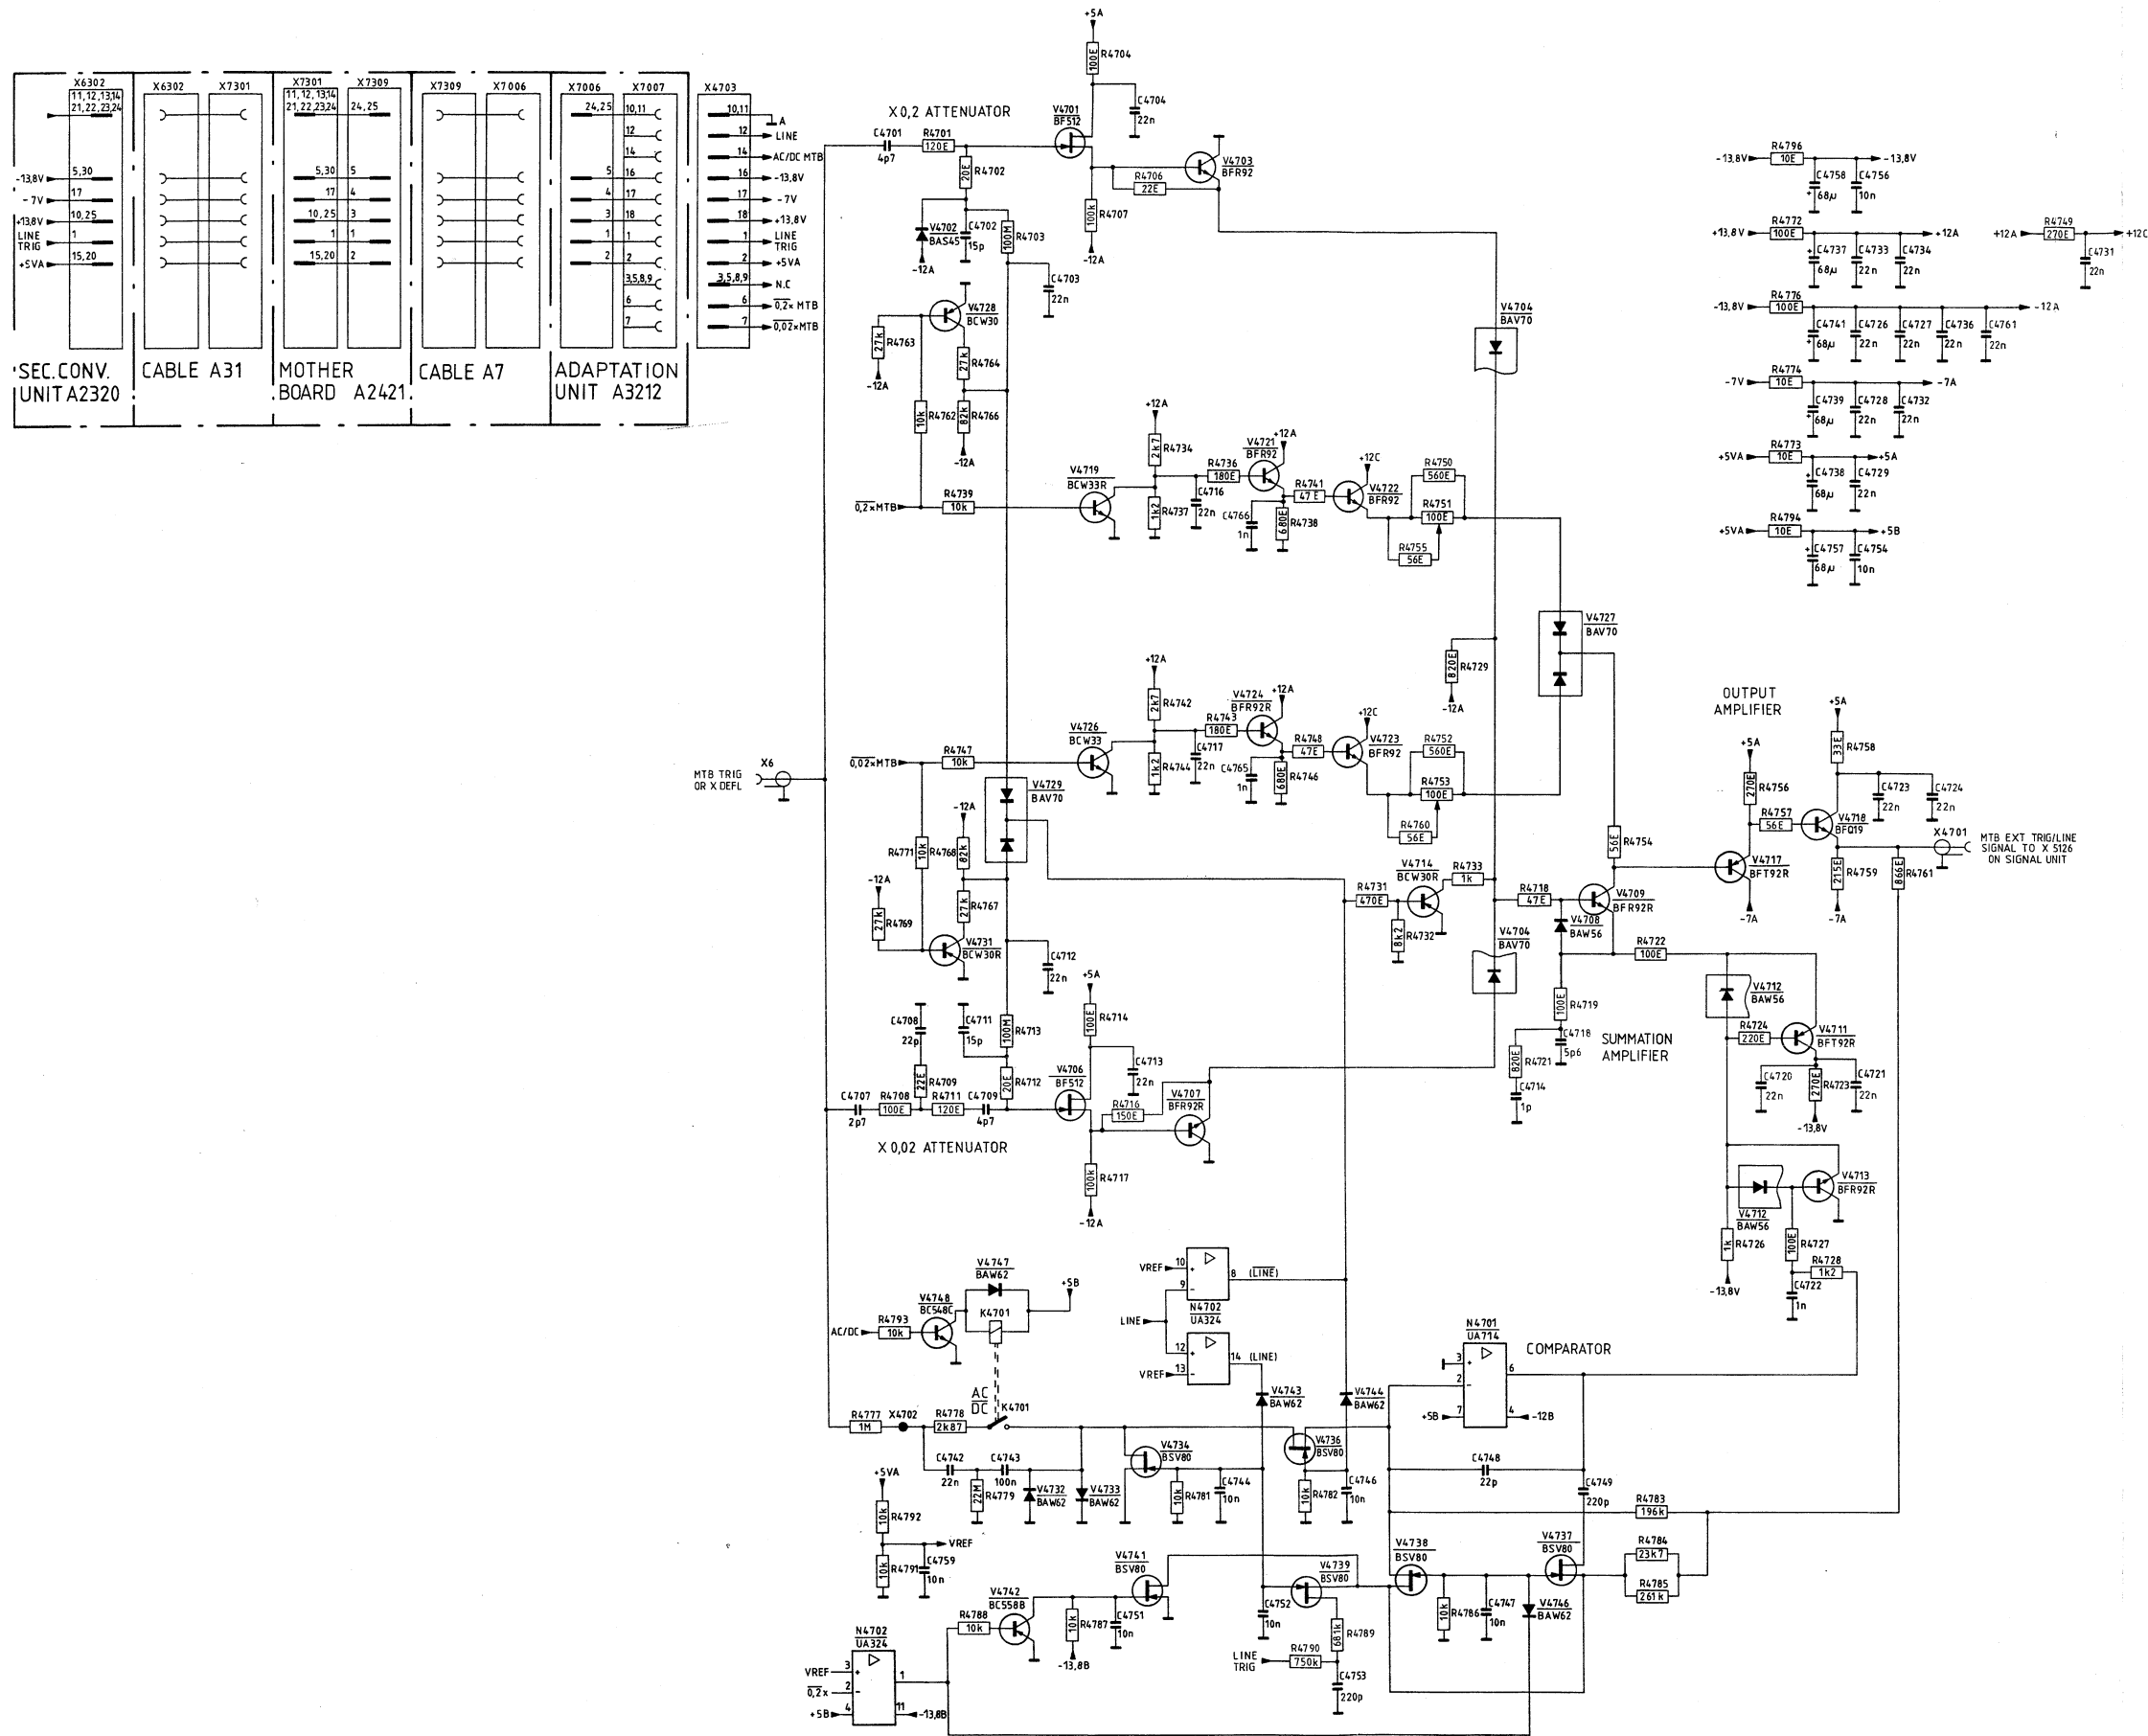 X6302
11,12,13,14
21,22,23,24
5,30
17
10,25
1
15,20
-13,8V
-7V
+13,8V
LINE
TRIG
+5VA
SEC.CONV.
UNIT A2320
X6302 X7301
CABLE A31
X7301 X7309
11,12,13,14
21,22,23,24 24,25
5,30 5
17 4
10,25 3
1 1
15,20 2
MOTHER
BOARD A2421
X7309 X7006
CABLE A7
X7006 X7007
24,25 10,11
12
14
5 16
4 17
3 18
1 1
2 2
3,5,8,9
6
7
ADAPTATION
UNIT A3212
X4703
10,11 A
12 LINE
14 AC/DC MTB
16 -13,8V
17 -7V
18 +13,8V
1 LINE
TRIG
2 +5VA
3,5,8,9 N.C
6 0,2x MTB
7 0,02xMTB
+5A
100E R4704
C4704
22n
X 0,2 ATTENUATOR
V4701
BF512
C4701
4p7
R4701
120E
20E R4702
V4703
BFR92
R4706
22E
100k R4707
-12A
V4702
BAS45
-12A
C4702
15p
100M R4703
C4703
22n
V4728
BCW30
27k R4763
-12A
27k R4764
10k R4762
82k R4766
-12A
V4704
BAV70
+12A
2k7 R4734
V4719
BCW33R
0,2xMTB
R4739
10k
1k2 R4737
C4716
22n
R4736
180E
V4721
BFR92
+12A
C4766
1n
680E R4738
R4741
47E
+12C
V4722
BFR92
R4750
560E
R4751
100E
R4755
56E
V4727
BAV70
820E R4729
-12A
+12A
2k7 R4742
V4726
BCW33
0,02xMTB
R4747
10k
1k2 R4744
C4717
22n
R4743
180E
V4724
BFR92R
+12A
C4765
1n
680E R4746
R4748
47E
+12C
V4723
BFR92
R4752
560E
R4753
100E
R4760
56E
MTB TRIG
OR X DEFL
X6
V4729
BAV70
-12A
R4771 10k
R4768 82k
-12A
27k R4769
27k R4767
V4731
BCW30R
C4712
22n
R4731
470E
V4714
BCW30R
R4733
1k
8k2 R4732
V4704
BAV70
R4718
47E
V4709
BFR92R
V4708
BAW56
56E R4754
OUTPUT
AMPLIFIER
+5A
270E R4756
R4757
56E
+5A
33E R4758
V4718
BFQ19
C4723
22n
C4724
22n
V4717
BFT92R
-7A
215E R4759
-7A
866E R4761
X4701
MTB EXT TRIG/LINE
SIGNAL TO X 5126
ON SIGNAL UNIT
R4722
100E
V4712
BAW56
R4724
220E
V4711
BFT92R
C4720
22n
270E R4723
C4721
22n
-13,8V
100E R4719
C4718
5p6
820E R4721
C4714
1p
SUMMATION
AMPLIFIER
V4712
BAW56
V4713
BFR92R
1k R4726
-13,8V
100E R4727
R4728
1k2
C4722
1n
C4708
22p
C4711
15p
100M R4713
22E R4709
20E R4712
C4707
2p7
R4708
100E
R4711
120E
C4709
4p7
+5A
100E R4714
V4706
BF512
C4713
22n
R4716
150E
V4707
BFR92R
100k R4717
-12A
X 0,02 ATTENUATOR
V4747
BAW62
V4748
BC548C
AC/DC
R4793
10k
K4701
+5B
AC
DC
K4701
VREF 10 +
9 -
8 (LINE)
N4702
UA324
LINE
12 +
VREF 13 -
14 (LINE)
V4743
BAW62
V4744
BAW62
N4701
UA714
3 +
2 -
6
+5B 7
4 -12B
COMPARATOR
R4777
1M
X4702
R4778
2k87
C4742
22n
C4743
100n
22M R4779
V4732
BAW62
V4733
BAW62
V4734
BSV80
10k R4781
C4744
10n
V4736
BSV80
10k R4782
C4746
10n
C4748
22p
C4749
220p
R4783
196k
+5VA
10k R4792
VREF
10k R4791
C4759
10n
V4742
BC558B
R4788
10k
10k R4787
-13,8B
C4751
10n
V4741
BSV80
V4739
BSV80
C4752
10n
681k R4789
LINE
TRIG
R4790
750k
C4753
220p
V4738
BSV80
10k R4786
C4747
10n
V4746
BAW62
V4737
BSV80
R4784
23k7
R4785
261k
N4702
UA324
VREF 3 +
0,2x 2 -
1
+5B 4
11 -13,8B
-13,8V
R4796
10E
-13,8V
C4758
68µ
C4756
10n
+13,8V
R4772
100E
+12A
C4737
68µ
C4733
22n
C4734
22n
+12A
R4749
270E
+12C
C4731
22n
-13,8V
R4776
100E
-12A
C4741
68µ
C4726
22n
C4727
22n
C4736
22n
C4761
22n
-7V
R4774
10E
-7A
C4739
68µ
C4728
22n
C4732
22n
+5VA
R4773
10E
+5A
C4738
68µ
C4729
22n
+5VA
R4794
10E
+5B
C4757
68µ
C4754
10n